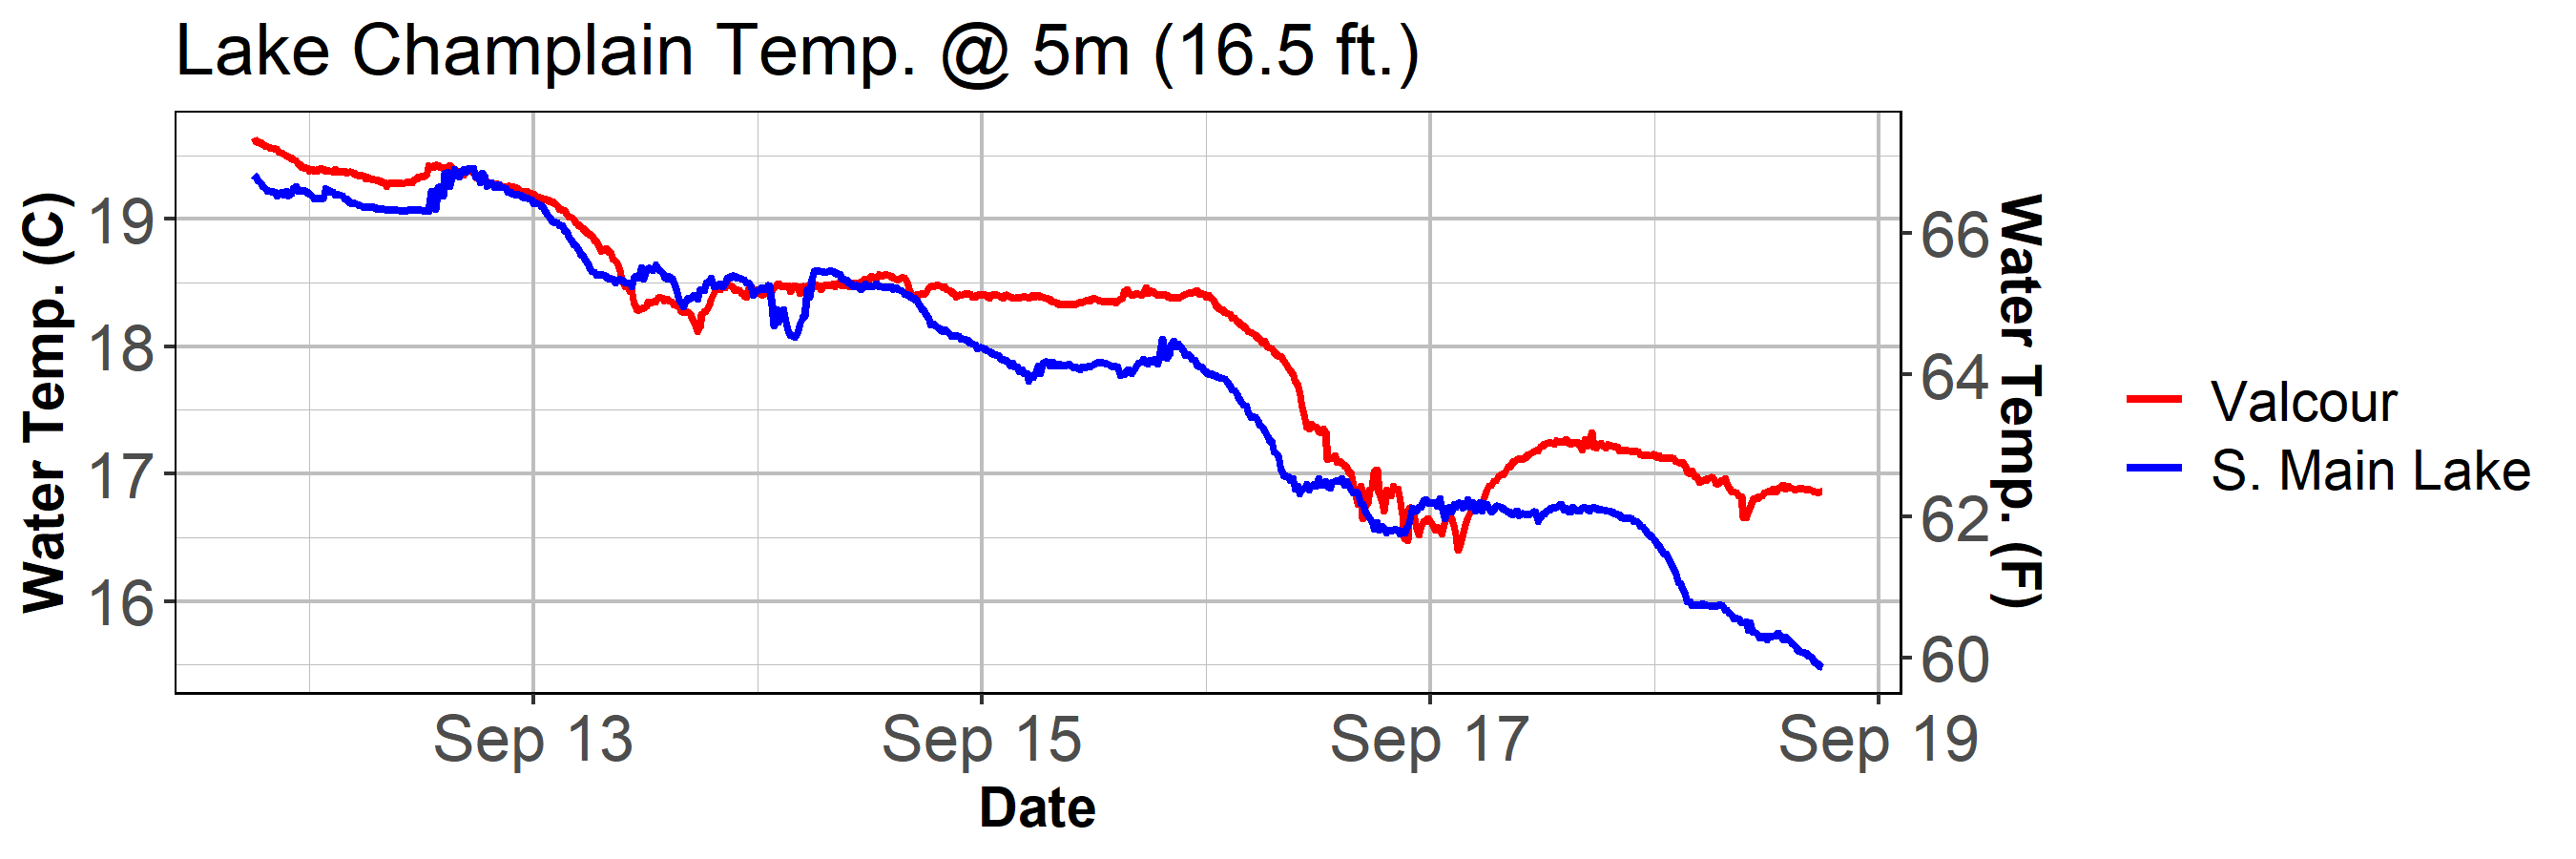 Lake Champlain Temp. @ 5m (16.5 ft.)
Water Temp. (C)
19
18
17
16
66
64
62
60
Water Temp. (F)
Sep 13
Sep 15
Sep 17
Sep 19
Date
Valcour
S. Main Lake